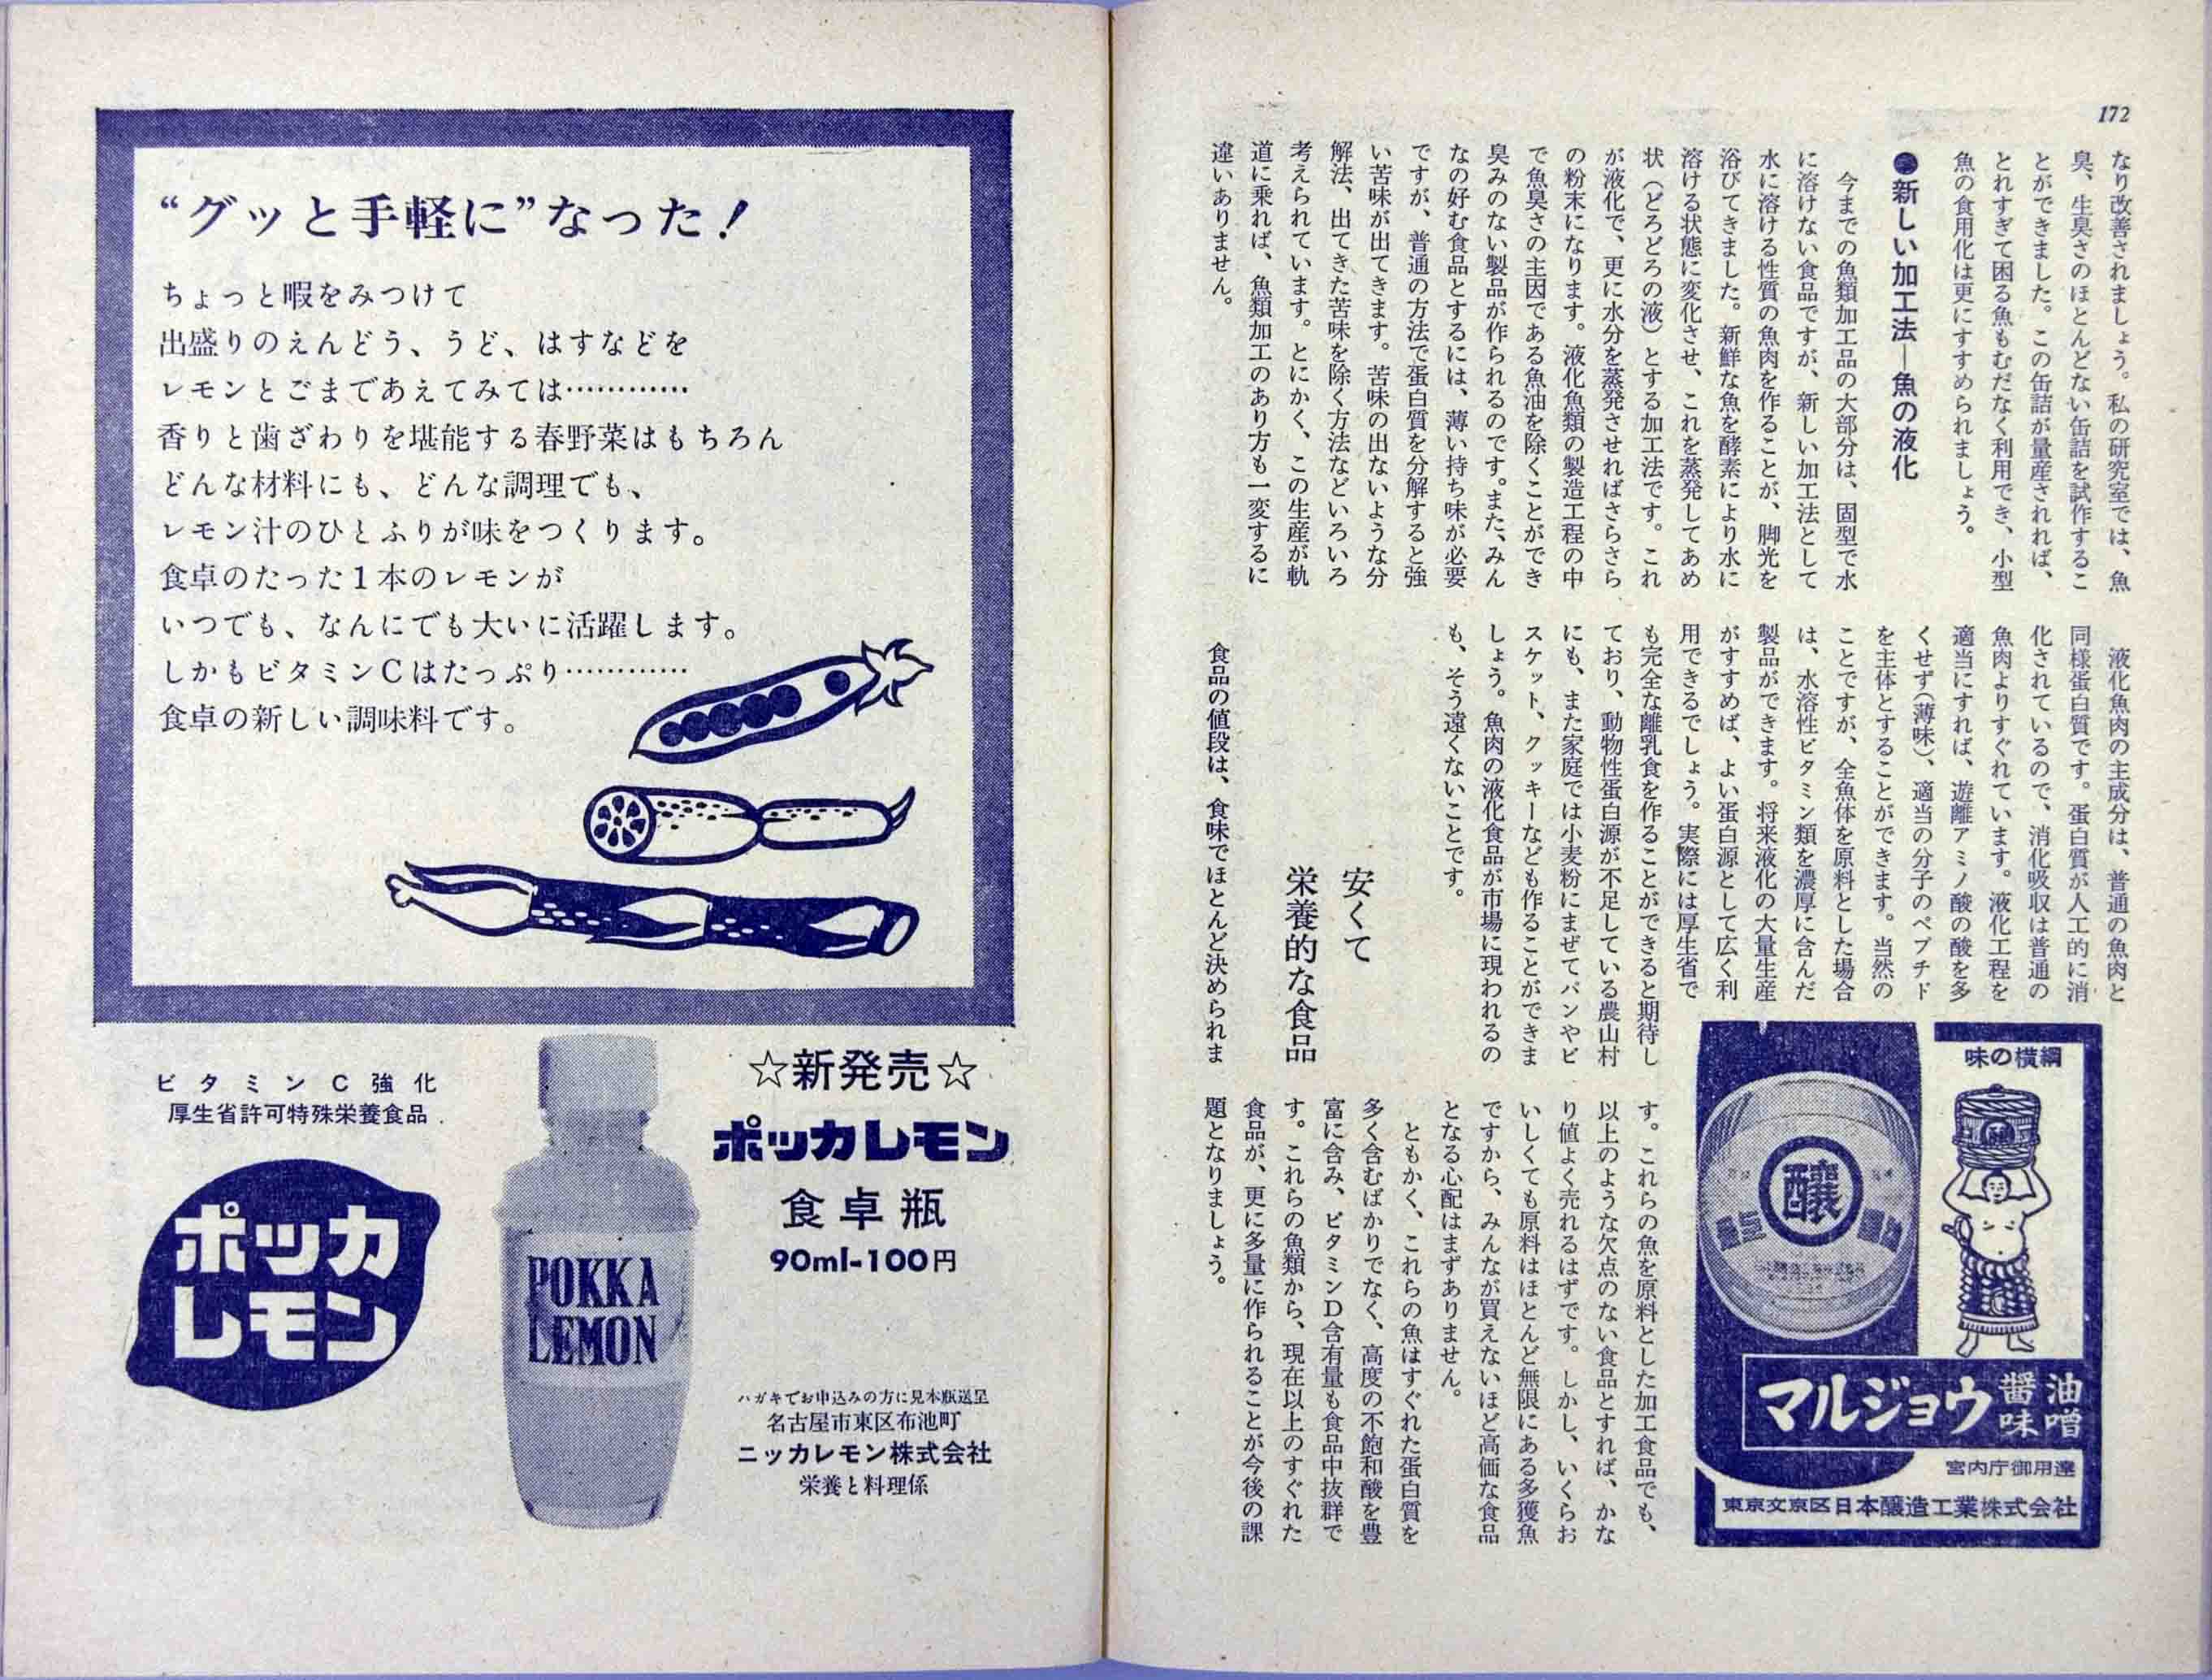 172
なり改善されましょう。私の研究室では、魚
臭、生臭さのほとんどない缶詰を試作するこ
とができました。この缶詰が量産されれば、
とれすぎて困る魚もむだなく利用でき、小型
魚の食用化は更にすすめられましょう。
●新しい加工法―魚の液化
今までの魚類加工品の大部分は、固型で水
に溶けない食品ですが、新しい加工法として
水に溶ける性質の魚肉を作ることが、脚光を
浴びてきました。新鮮な魚を酵素により水に
溶ける状態に変化させ、これを蒸発してあめ
状（どろどろの液）とする加工法です。これ
が液化で、更に水分を蒸発させればさらさら
の粉末になります。液化魚類の製造工程の中
で魚臭さの主因である魚油を除くことができ
臭みのない製品が作られるのです。また、みん
なの好む食品とするには、薄い持ち味が必要
ですが、普通の方法で蛋白質を分解すると強
い苦味が出てきます。苦味の出ないような分
解法、出てきた苦味を除く方法などいろいろ
考えられています。とにかく、この生産が軌
道に乗れば、魚類加工のあり方も一変するに
違いありません。
液化魚肉の主成分は、普通の魚肉と
同様蛋白質です。蛋白質が人工的に消
化されているので、消化吸収は普通の
魚肉よりすぐれています。液化工程を
適当にすれば、遊離アミノ酸の酸を多
くせず（薄味）、適当の分子のペプチド
を主体とすることができます。当然の
ことですが、全魚体を原料とした場合
は、水溶性ビタミン類を濃厚に含んだ
製品ができます。将来液化の大量生産
がすすめば、よい蛋白源として広く利
用できるでしょう。実際には厚生省で
も完全な離乳食を作ることができると期待し
ており、動物性蛋白源が不足している農山村
にも、また家庭では小麦粉にまぜてパンやビ
スケット、クッキーなども作ることができま
しょう。魚肉の液化食品が市場に現われるの
も、そう遠くないことです。
安くて
栄養的な食品
食品の値段は、食味でほとんど決められま
す。これらの魚を原料とした加工食品でも、
以上のような欠点のない食品とすれば、かな
り値よく売れるはずです。しかし、いくらお
いしくても原料はほとんど無限にある多獲魚
ですから、みんなが買えないほど高価な食品
となる心配はまずありません。
ともかく、これらの魚はすぐれた蛋白質を
多く含むばかりでなく、高度の不飽和酸を豊
富に含み、ビタミンD含有量も食品中抜群で
す。これらの魚類から、現在以上のすぐれた
食品が、更に多量に作られることが今後の課
題となりましょう。
味の横綱
醸
マルジョウ醤油
味噌
宮内庁御用達
東京文京区日本醸造工業株式会社
“グッと手軽に”なった！
ちょっと暇をみつけて
出盛りのえんどう、うど、はすなどを
レモンとごまであえてみては…………
香りと歯ざわりを堪能する春野菜はもちろん
どんな材料にも、どんな調理でも、
レモン汁のひとふりが味をつくります。
食卓のたった1本のレモンが
いつでも、なんにでも大いに活躍します。
しかもビタミンCはたっぷり…………
食卓の新しい調味料です。
ビタミンC強化
厚生省許可特殊栄養食品
ポッカ
レモン
POKKA
LEMON
☆新発売☆
ポッカレモン
食卓瓶
90ml-100円
ハガキでお申込みの方に見本瓶送呈
名古屋市東区布池町
ニッカレモン株式会社
栄養と料理係